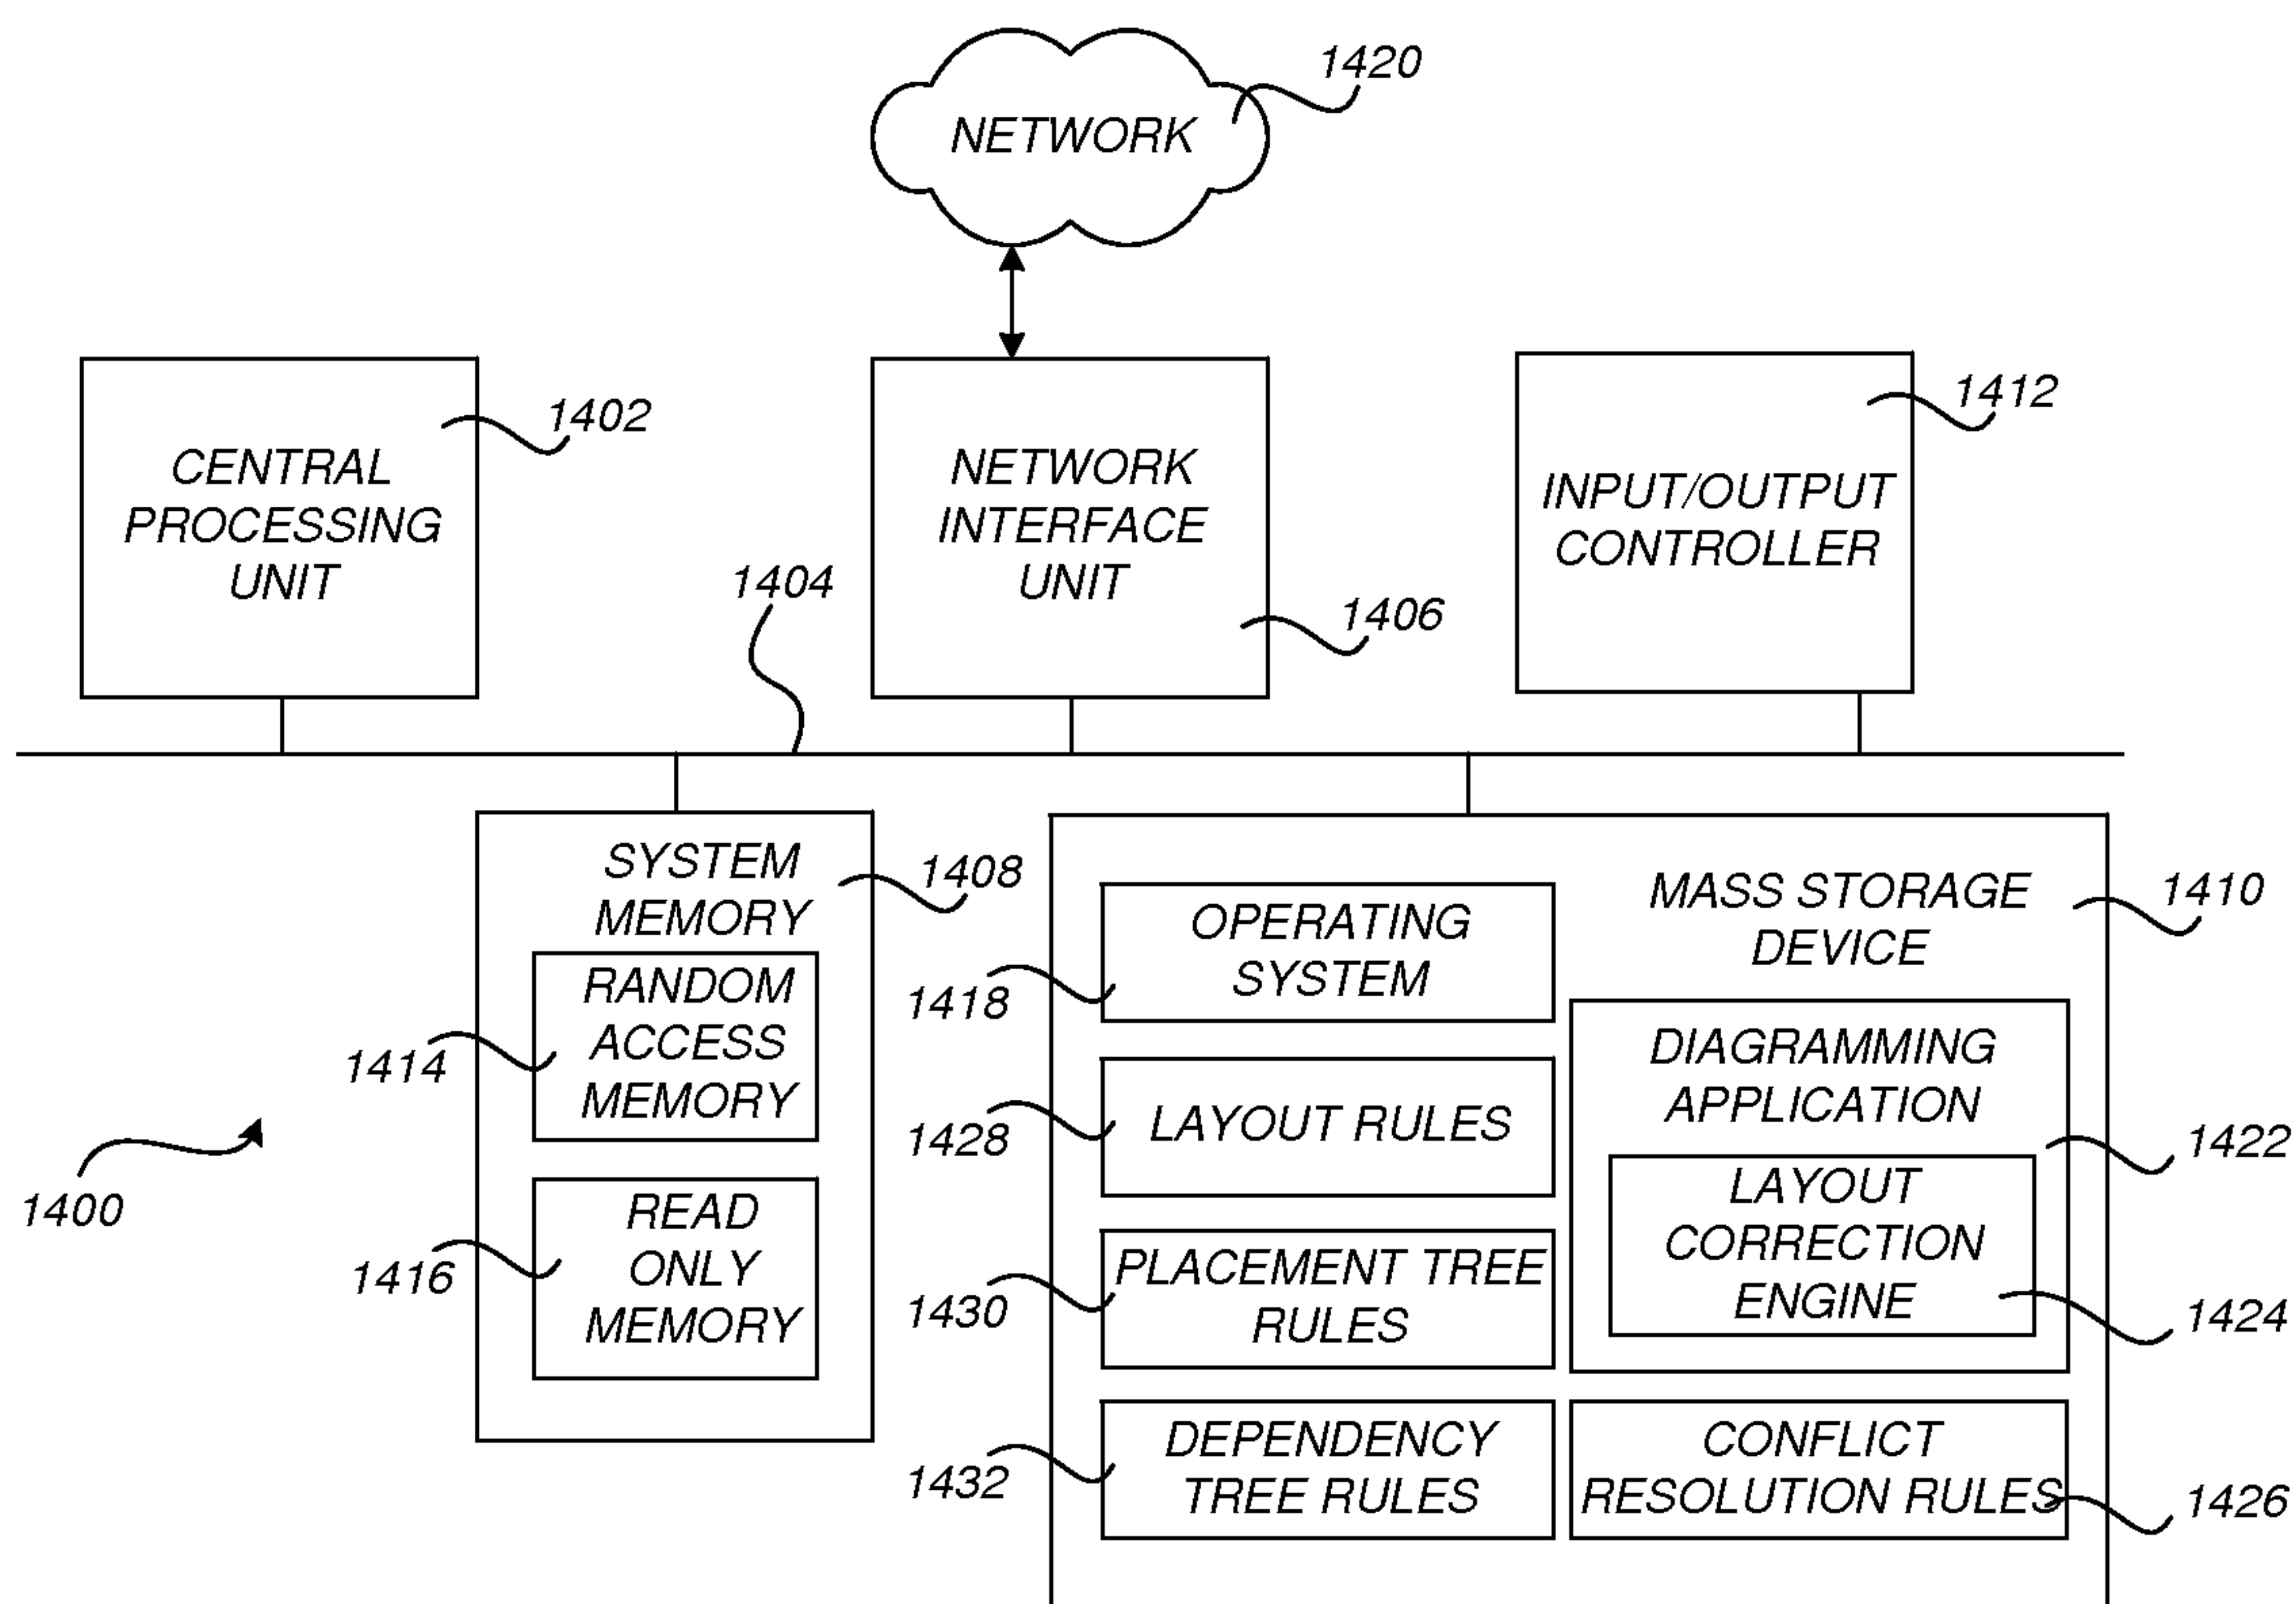 1420
NETWORK
1402
CENTRAL
PROCESSING
UNIT
NETWORK
INTERFACE
UNIT
1406
1412
INPUT/OUTPUT
CONTROLLER
1404
SYSTEM
MEMORY
1408
RANDOM
ACCESS
MEMORY
1414
READ
ONLY
MEMORY
1416
1400
MASS STORAGE
DEVICE
1410
OPERATING
SYSTEM
1418
LAYOUT RULES
1428
PLACEMENT TREE
RULES
1430
DEPENDENCY
TREE RULES
1432
DIAGRAMMING
APPLICATION
1422
LAYOUT
CORRECTION
ENGINE
1424
CONFLICT
RESOLUTION RULES
1426